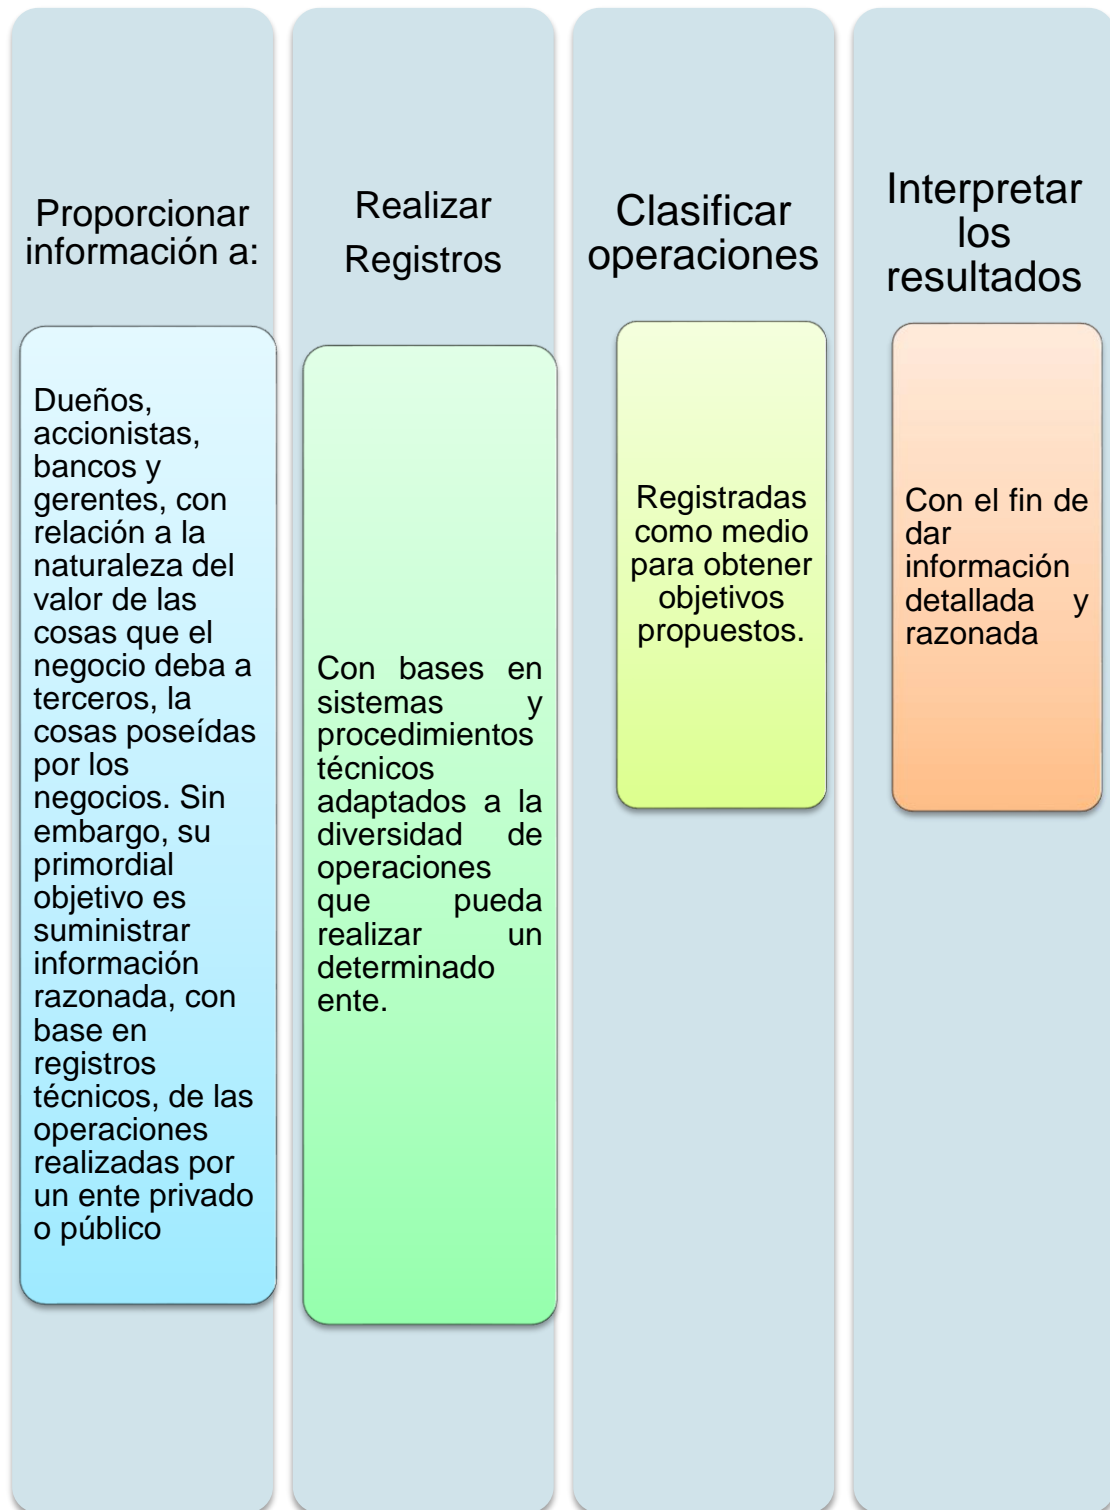 Proporcionar
información a:
Dueños,
accionistas,
bancos y
gerentes, con
relación a la
naturaleza del
valor de las
cosas que el
negocio deba a
terceros, la
cosas poseídas
por los
negocios. Sin
embargo, su
primordial
objetivo es
suministrar
información
razonada, con
base en
registros
técnicos, de las
operaciones
realizadas por
un ente privado
o público
Realizar
Registros
Con bases en
sistemas y
procedimientos
técnicos
adaptados a la
diversidad de
operaciones
que pueda
realizar un
determinado
ente.
Clasificar
operaciones
Registradas
como medio
para obtener
objetivos
propuestos.
Interpretar
los
resultados
Con el fin de
dar
información
detallada y
razonada